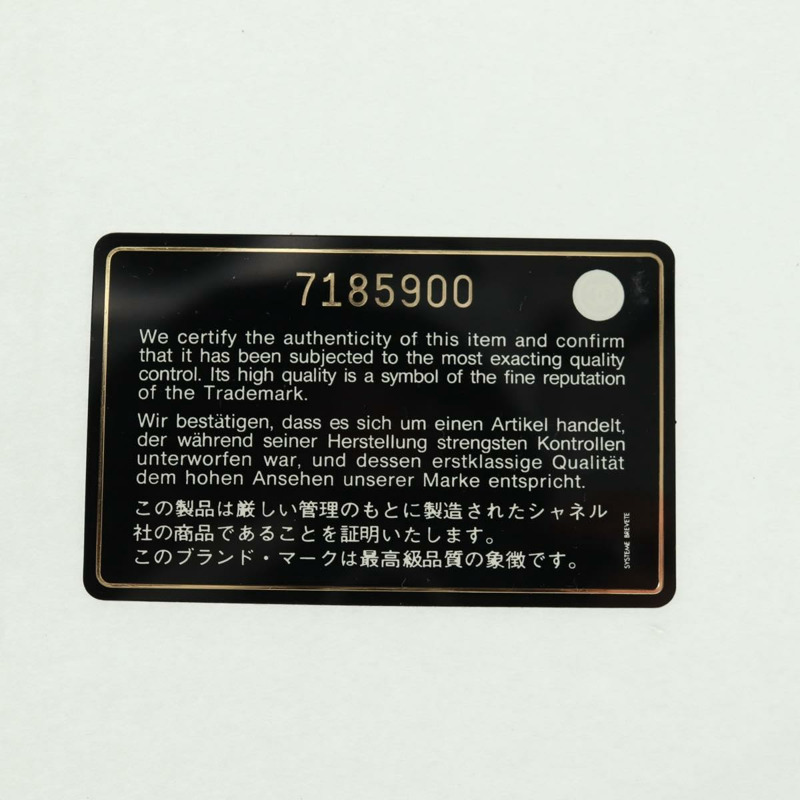 7185900
We certify the authenticity of this item and confirm
that it has been subjected to the most exacting quality
control. Its high quality is a symbol of the fine reputation
of the Trademark.
Wir bestätigen, dass es sich um einen Artikel handelt,
der während seiner Herstellung strengsten Kontrollen
unterworfen war, und dessen erstklassige Qualität
dem hohen Ansehen unserer Marke entspricht.
この製品は厳しい管理のもとに製造されたシャネル
社の商品であることを証明いたします。
このブランド・マークは最高級品質の象徴です。
SYSTEME BREVETE